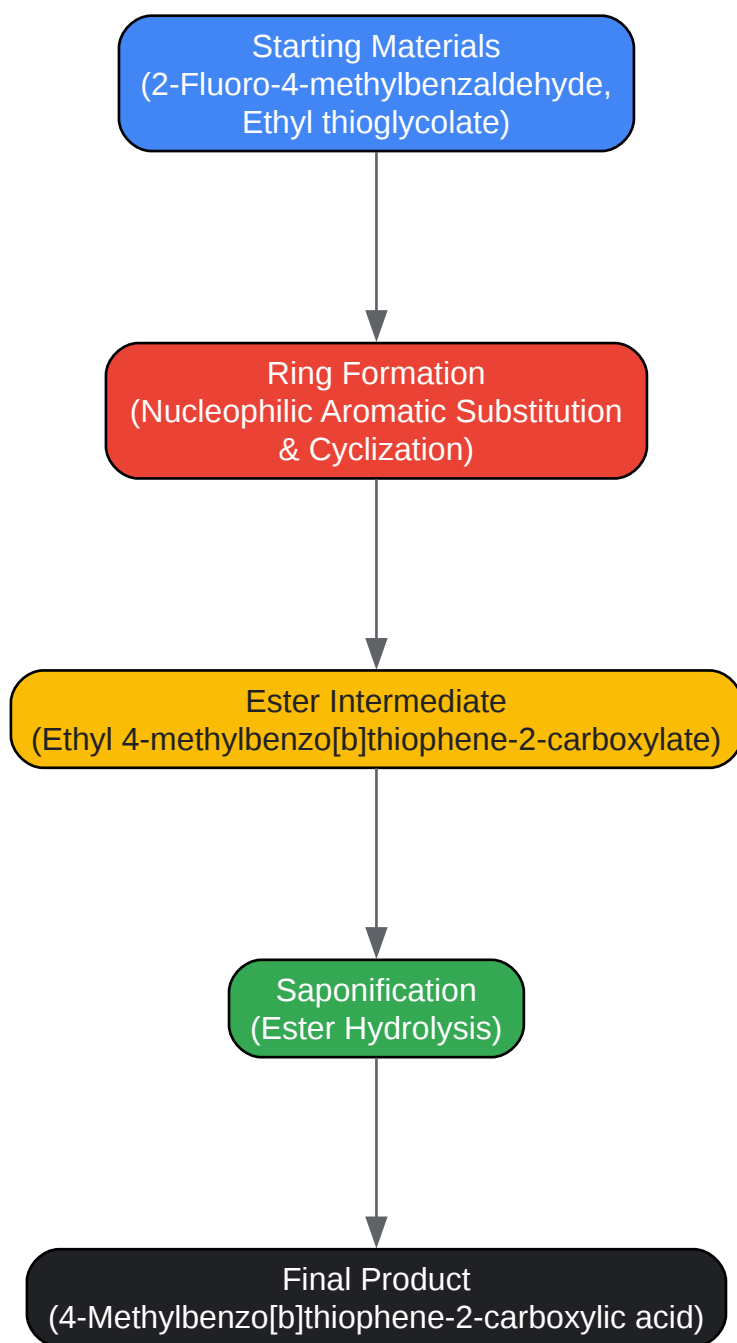 Starting Materials
(2-Fluoro-4-methylbenzaldehyde,
Ethyl thioglycolate)
Ring Formation
(Nucleophilic Aromatic Substitution
& Cyclization)
Ester Intermediate
(Ethyl 4-methylbenzo[b]thiophene-2-carboxylate)
Saponification
(Ester Hydrolysis)
Final Product
(4-Methylbenzo[b]thiophene-2-carboxylic acid)